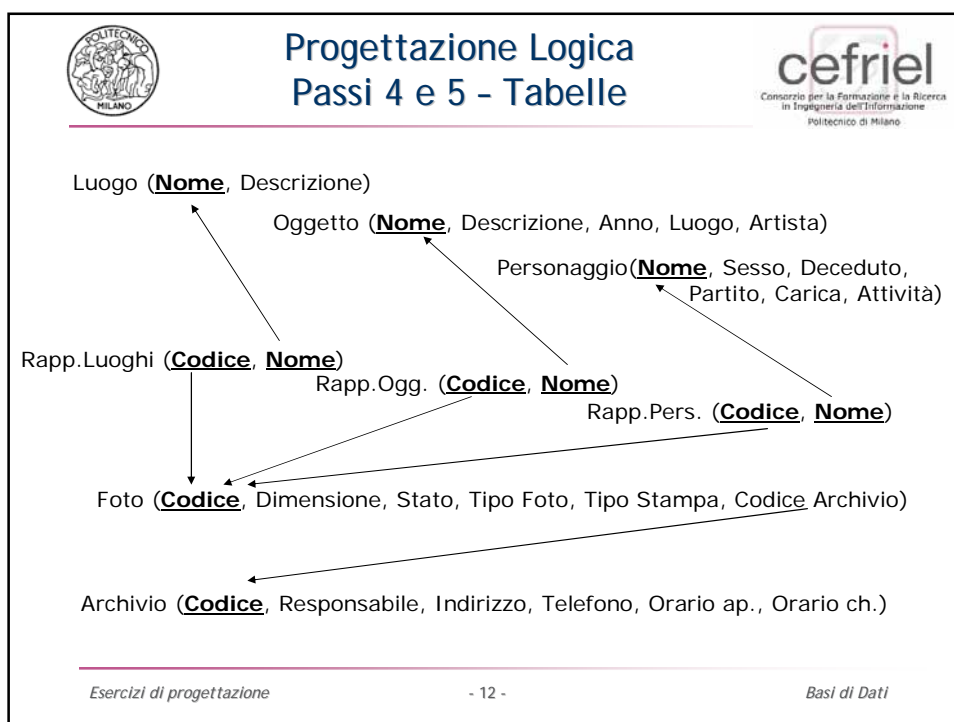 POLITECNICO
MILANO
Progettazione Logica
Passi 4 e 5 – Tabelle
cefriel
Consorzio per la Formazione e la Ricerca
in Ingegneria dell'Informazione
Politecnico di Milano
Luogo (Nome, Descrizione)
Oggetto (Nome, Descrizione, Anno, Luogo, Artista)
Personaggio(Nome, Sesso, Deceduto,
Partito, Carica, Attività)
Rapp.Luoghi (Codice, Nome)
Rapp.Ogg. (Codice, Nome)
Rapp.Pers. (Codice, Nome)
Foto (Codice, Dimensione, Stato, Tipo Foto, Tipo Stampa, Codice Archivio)
Archivio (Codice, Responsabile, Indirizzo, Telefono, Orario ap., Orario ch.)
Esercizi di progettazione
- 12 -
Basi di Dati